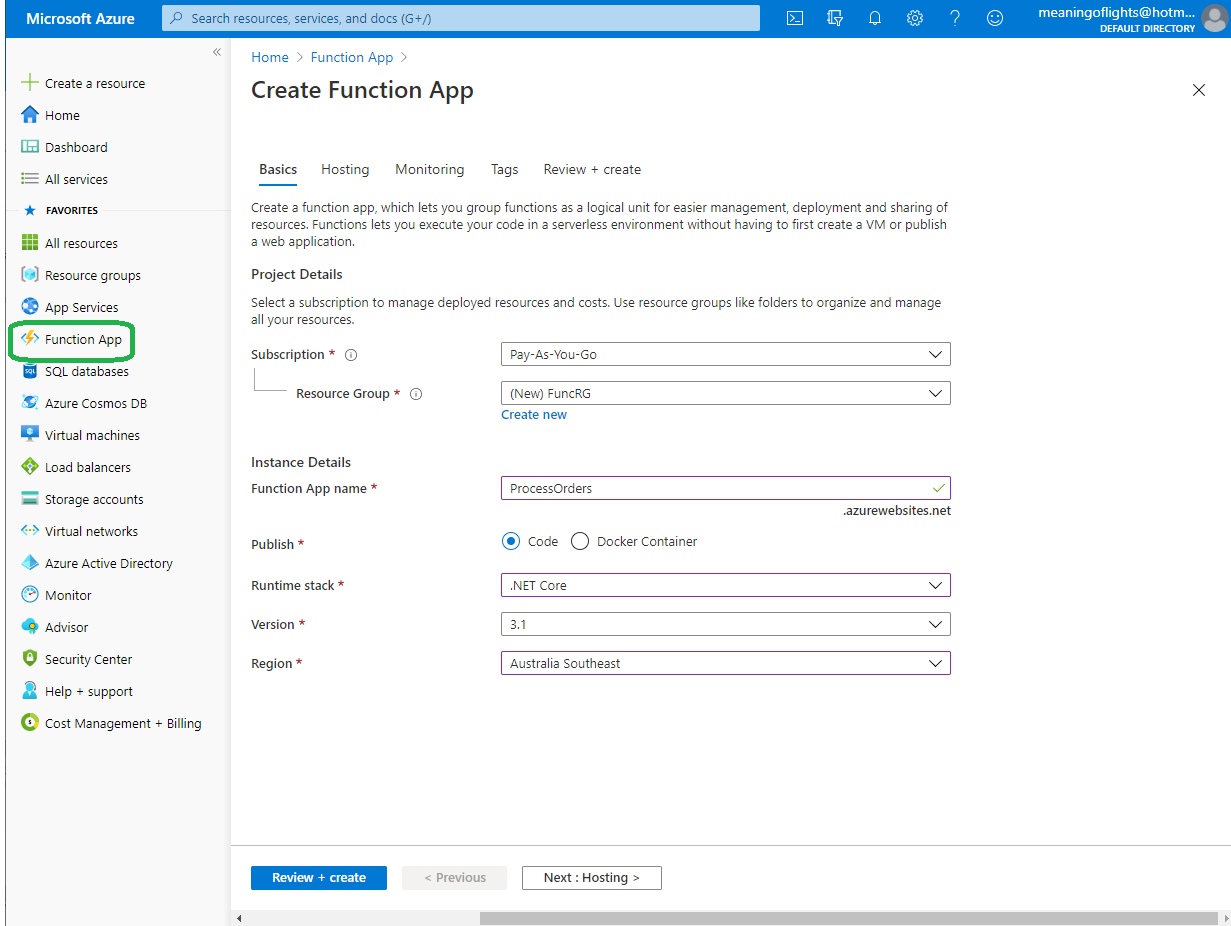 Microsoft Azure
Search resources, services, and docs (G+/)
meaningoflights@hotm...
DEFAULT DIRECTORY
«
Create a resource
Home
Dashboard
All services
FAVORITES
All resources
Resource groups
App Services
Function App
SQL databases
Azure Cosmos DB
Virtual machines
Load balancers
Storage accounts
Virtual networks
Azure Active Directory
Monitor
Advisor
Security Center
Help + support
Cost Management + Billing
Home > Function App >
Create Function App
Basics Hosting Monitoring Tags Review + create
Create a function app, which lets you group functions as a logical unit for easier management, deployment and sharing of
resources. Functions lets you execute your code in a serverless environment without having to first create a VM or publish
a web application.
Project Details
Select a subscription to manage deployed resources and costs. Use resource groups like folders to organize and manage
all your resources.
Subscription * Pay-As-You-Go
Resource Group * (New) FuncRG
Create new
Instance Details
Function App name * ProcessOrders
.azurewebsites.net
Publish * Code Docker Container
Runtime stack * .NET Core
Version * 3.1
Region * Australia Southeast
Review + create < Previous Next : Hosting >